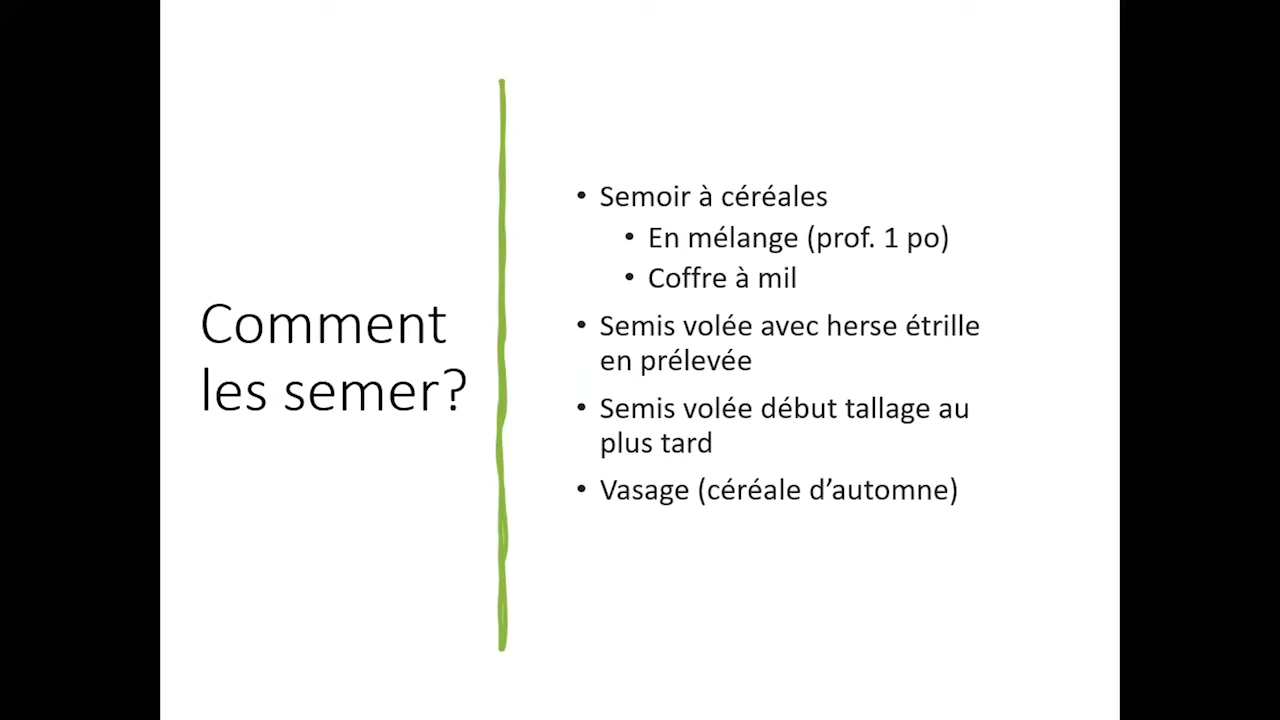 Comment
les semer?
• Semoir à céréales
• En mélange (prof. 1 po)
• Coffre à mil
• Semis volée avec herse étrille
en prélevée
• Semis volée début tallage au
plus tard
• Vasage (céréale d’automne)